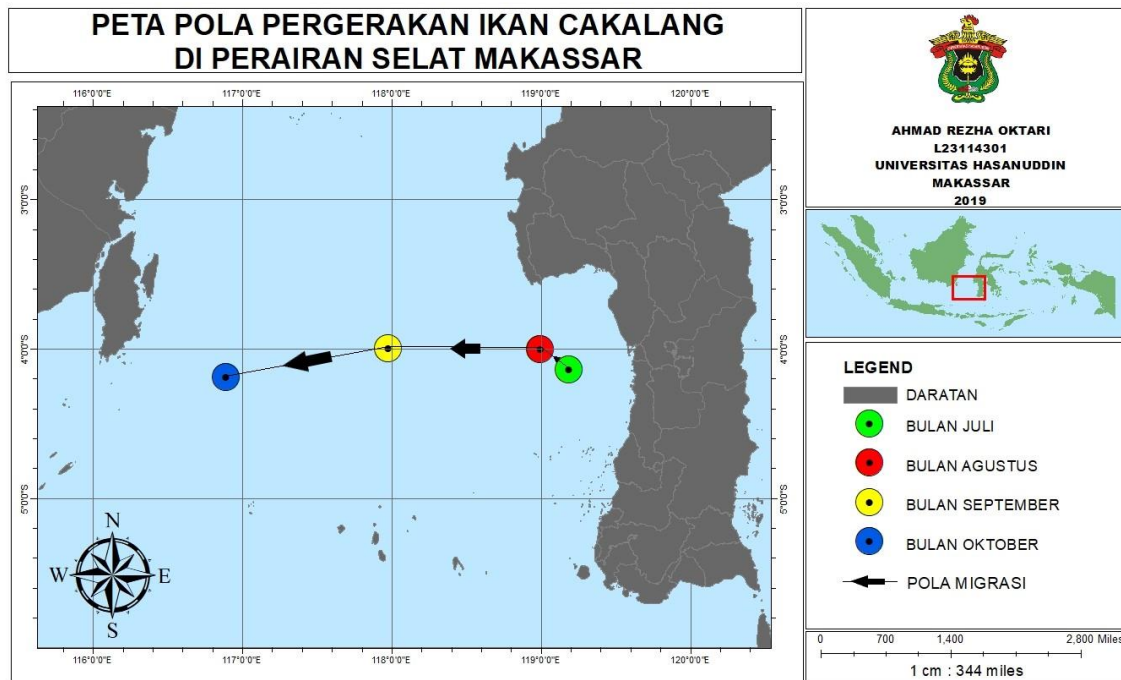 PETA POLA PERGERAKAN IKAN CAKALANG
DI PERAIRAN SELAT MAKASSAR
116°0'0"E 117°0'0"E 118°0'0"E 119°0'0"E 120°0'0"E
3°0'0"S 3°0'0"S
4°0'0"S 4°0'0"S
5°0'0"S 5°0'0"S
N
W E
S
116°0'0"E 117°0'0"E 118°0'0"E 119°0'0"E 120°0'0"E
AHMAD REZHA OKTARI
L23114301
UNIVERSITAS HASANUDDIN
MAKASSAR
2019
LEGEND
DARATAN
BULAN JULI
BULAN AGUSTUS
BULAN SEPTEMBER
BULAN OKTOBER
POLA MIGRASI
0 700 1,400 2,800 Miles
1 cm : 344 miles